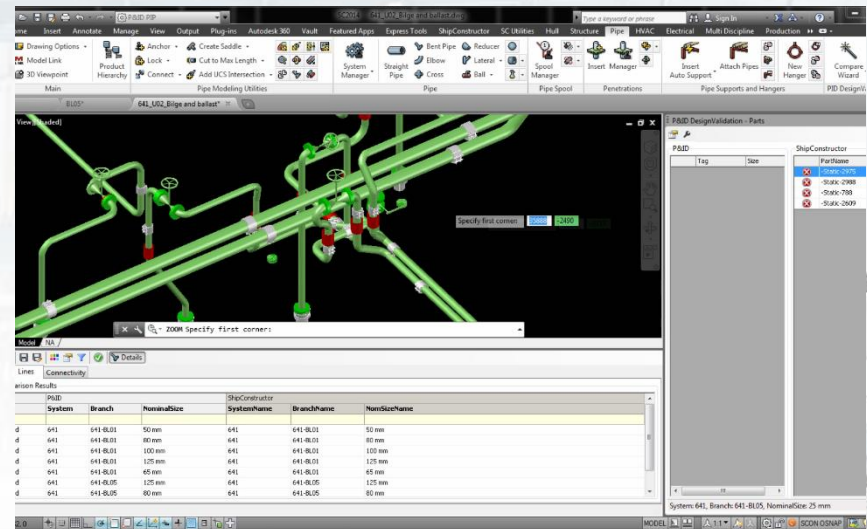 P&ID PIP
641_U02_Bilge and ballast.dwg
Type a keyword or phrase
Sign In
Insert Annotate Manage View Output Plug-ins Autodesk 360 Vault Featured Apps Express Tools ShipConstructor SC Utilities Hull Structure Pipe HVAC Electrical Multi Discipline Production
Drawing Options
Model Link
3D Viewpoint
Product Hierarchy
Anchor
Lock
Connect
Create Saddle
Cut to Max Length
Add UCS Intersection
System Manager
Straight Pipe
Bent Pipe
Elbow
Cross
Reducer
Lateral
Ball
Spool Manager
Insert Manager
Insert Auto Support
Attach Pipes
New Hanger
Compare Wizard
Main
Pipe Modeling Utilities
Pipe
Pipe Spool
Penetrations
Pipe Supports and Hangers
BL05*
641_U02_Bilge and ballast*
Specify first corner:
-2490
ZOOM Specify first corner:
Model NA
Details
Lines Connectivity
P&ID ShipConstructor
System Branch NominalSize SystemName BranchName NomSizeName
641 641-BL01 50 mm 641 641-BL01 50 mm
641 641-BL01 80 mm 641 641-BL01 80 mm
641 641-BL01 100 mm 641 641-BL01 100 mm
641 641-BL01 125 mm 641 641-BL01 125 mm
641 641-BL01 65 mm 641 641-BL01 65 mm
641 641-BL05 125 mm 641 641-BL05 125 mm
641 641-BL05 80 mm 641 641-BL05 80 mm
P&ID DesignValidation - Parts
P&ID
Tag Size
ShipConstructor
PartName
-Static-2975
-Static-2988
-Static-788
-Static-2609
System: 641, Branch: 641-BL05, NominalSize: 25 mm
MODEL
1:1
SCON OSNAP